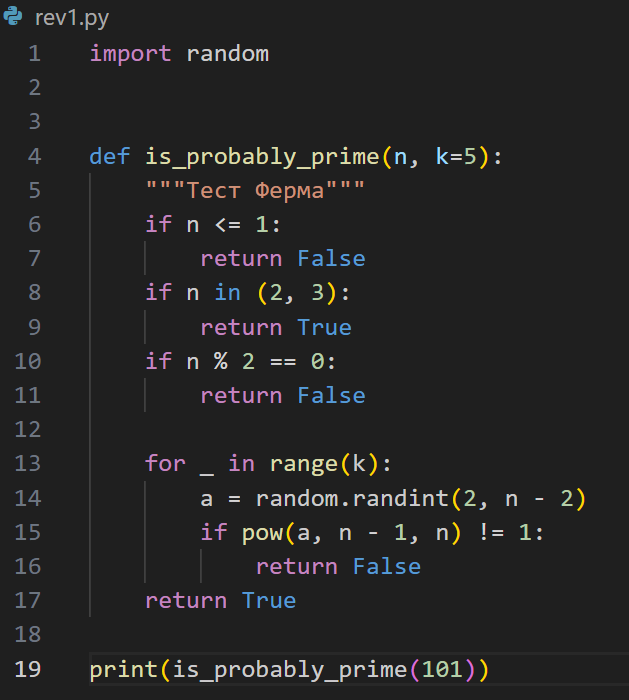 rev1.py
1 import random
2
3
4 def is_probably_prime(n, k=5):
5     """Тест Ферма"""
6     if n <= 1:
7         return False
8     if n in (2, 3):
9         return True
10     if n % 2 == 0:
11         return False
12
13     for _ in range(k):
14         a = random.randint(2, n - 2)
15         if pow(a, n - 1, n) != 1:
16             return False
17     return True
18
19 print(is_probably_prime(101))